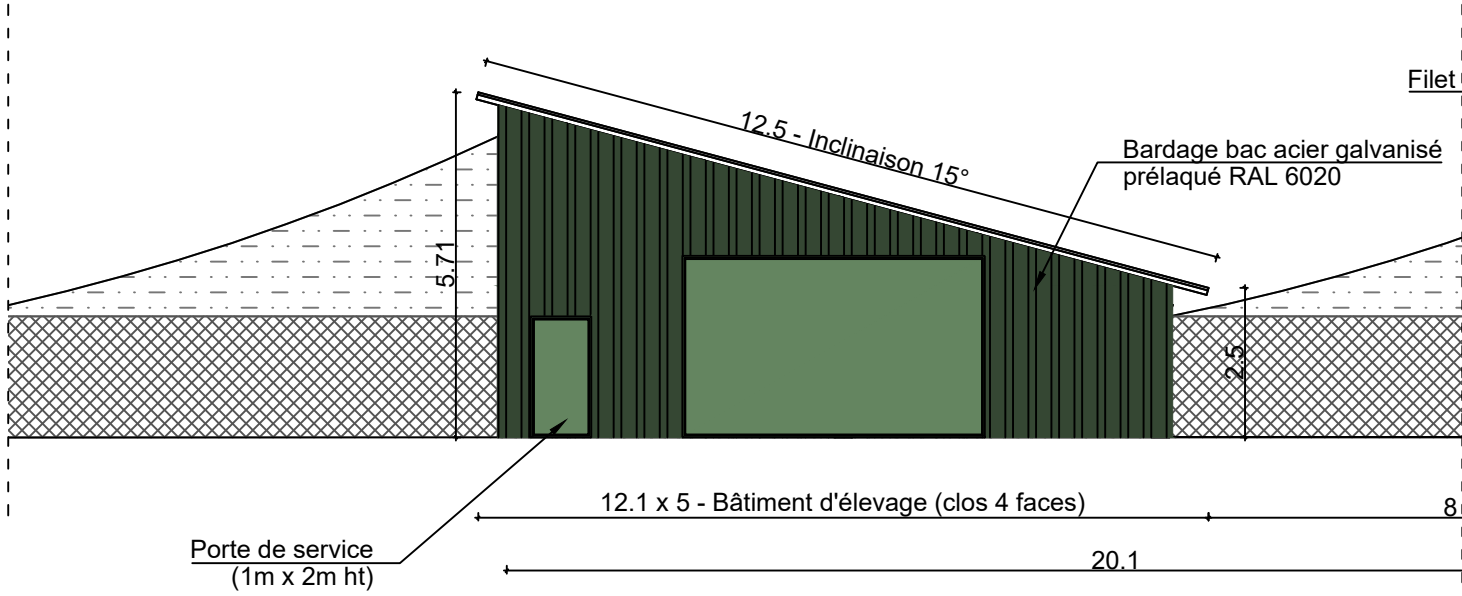 Filet
12.5 - Inclinaison 15°
Bardage bac acier galvanisé
prélaqué RAL 6020
5.71
2.5
12.1 x 5 - Bâtiment d'élevage (clos 4 faces)
8
Porte de service
(1m x 2m ht)
20.1